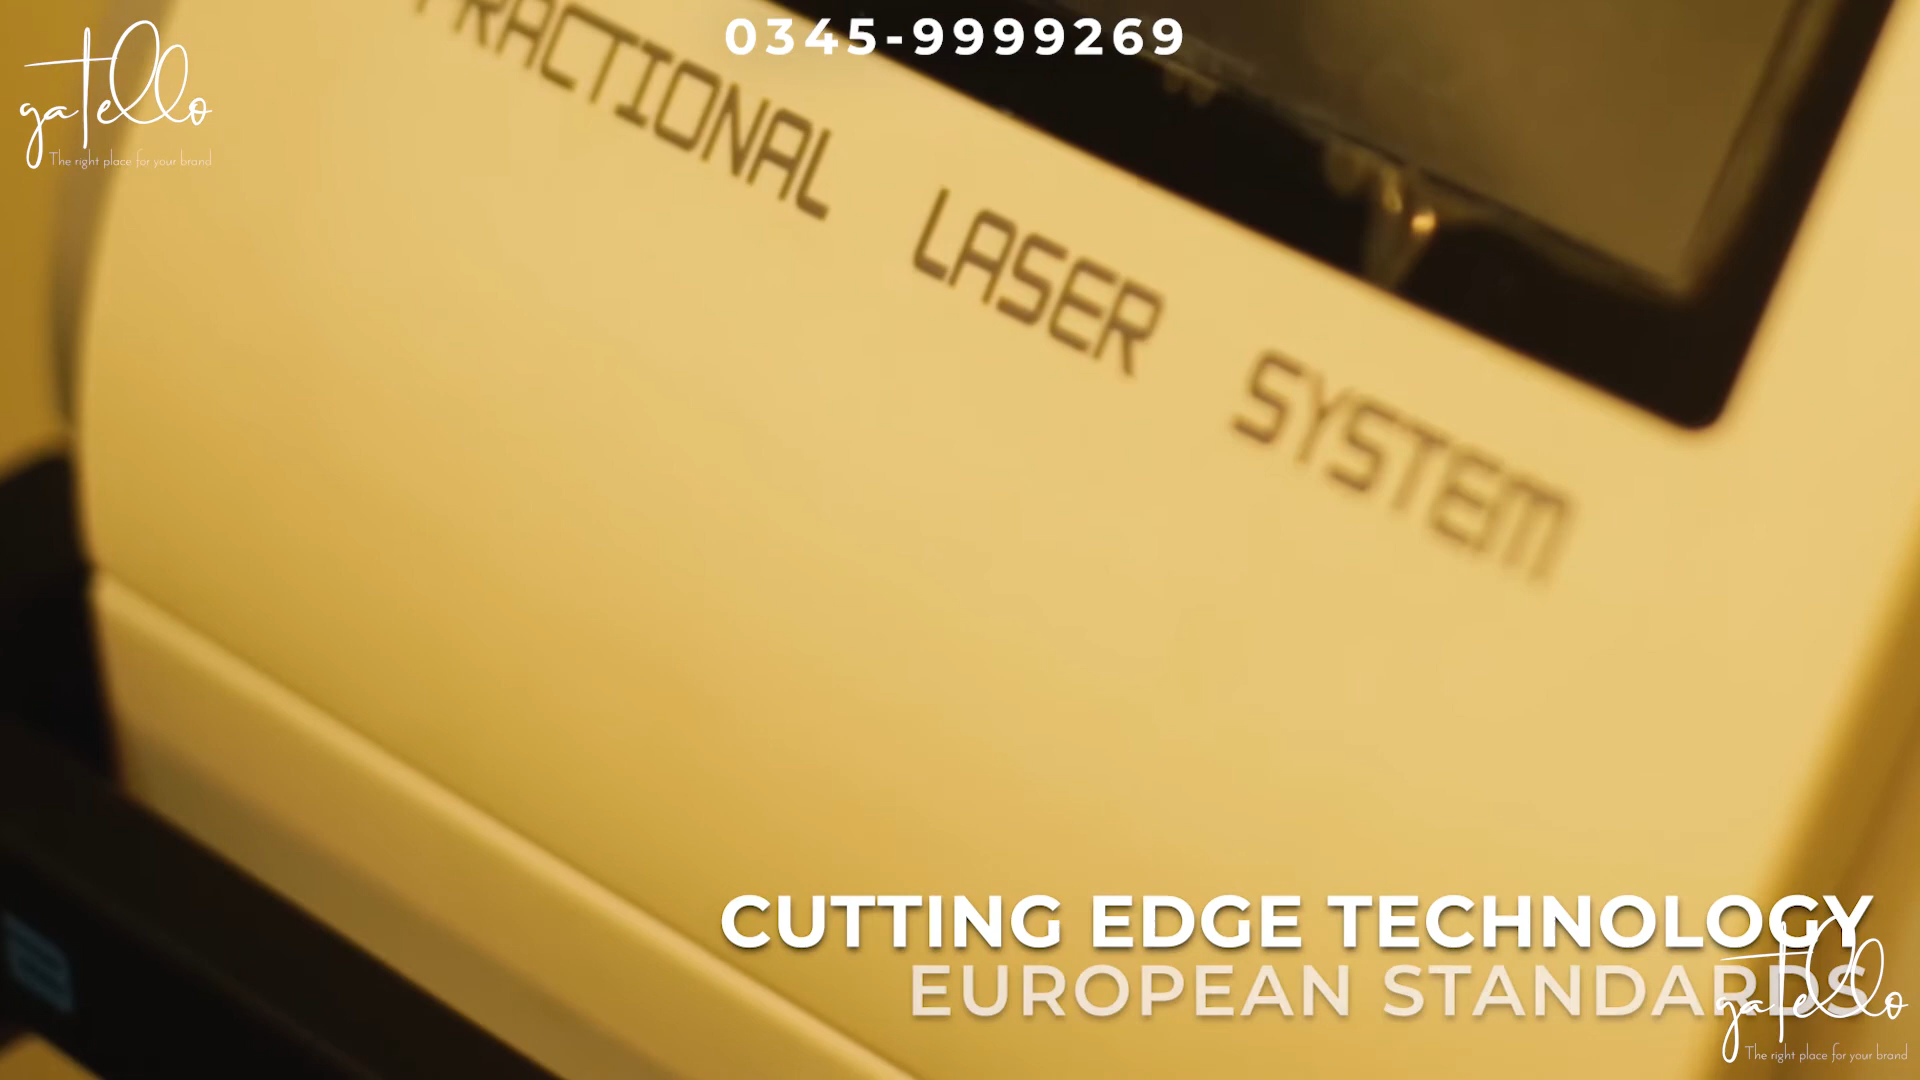 0345-9999269
gatello
The right place for your brand
FRACTIONAL LASER SYSTEM
CUTTING EDGE TECHNOLOGY
EUROPEAN STANDARDS
gatello
The right place for your brand